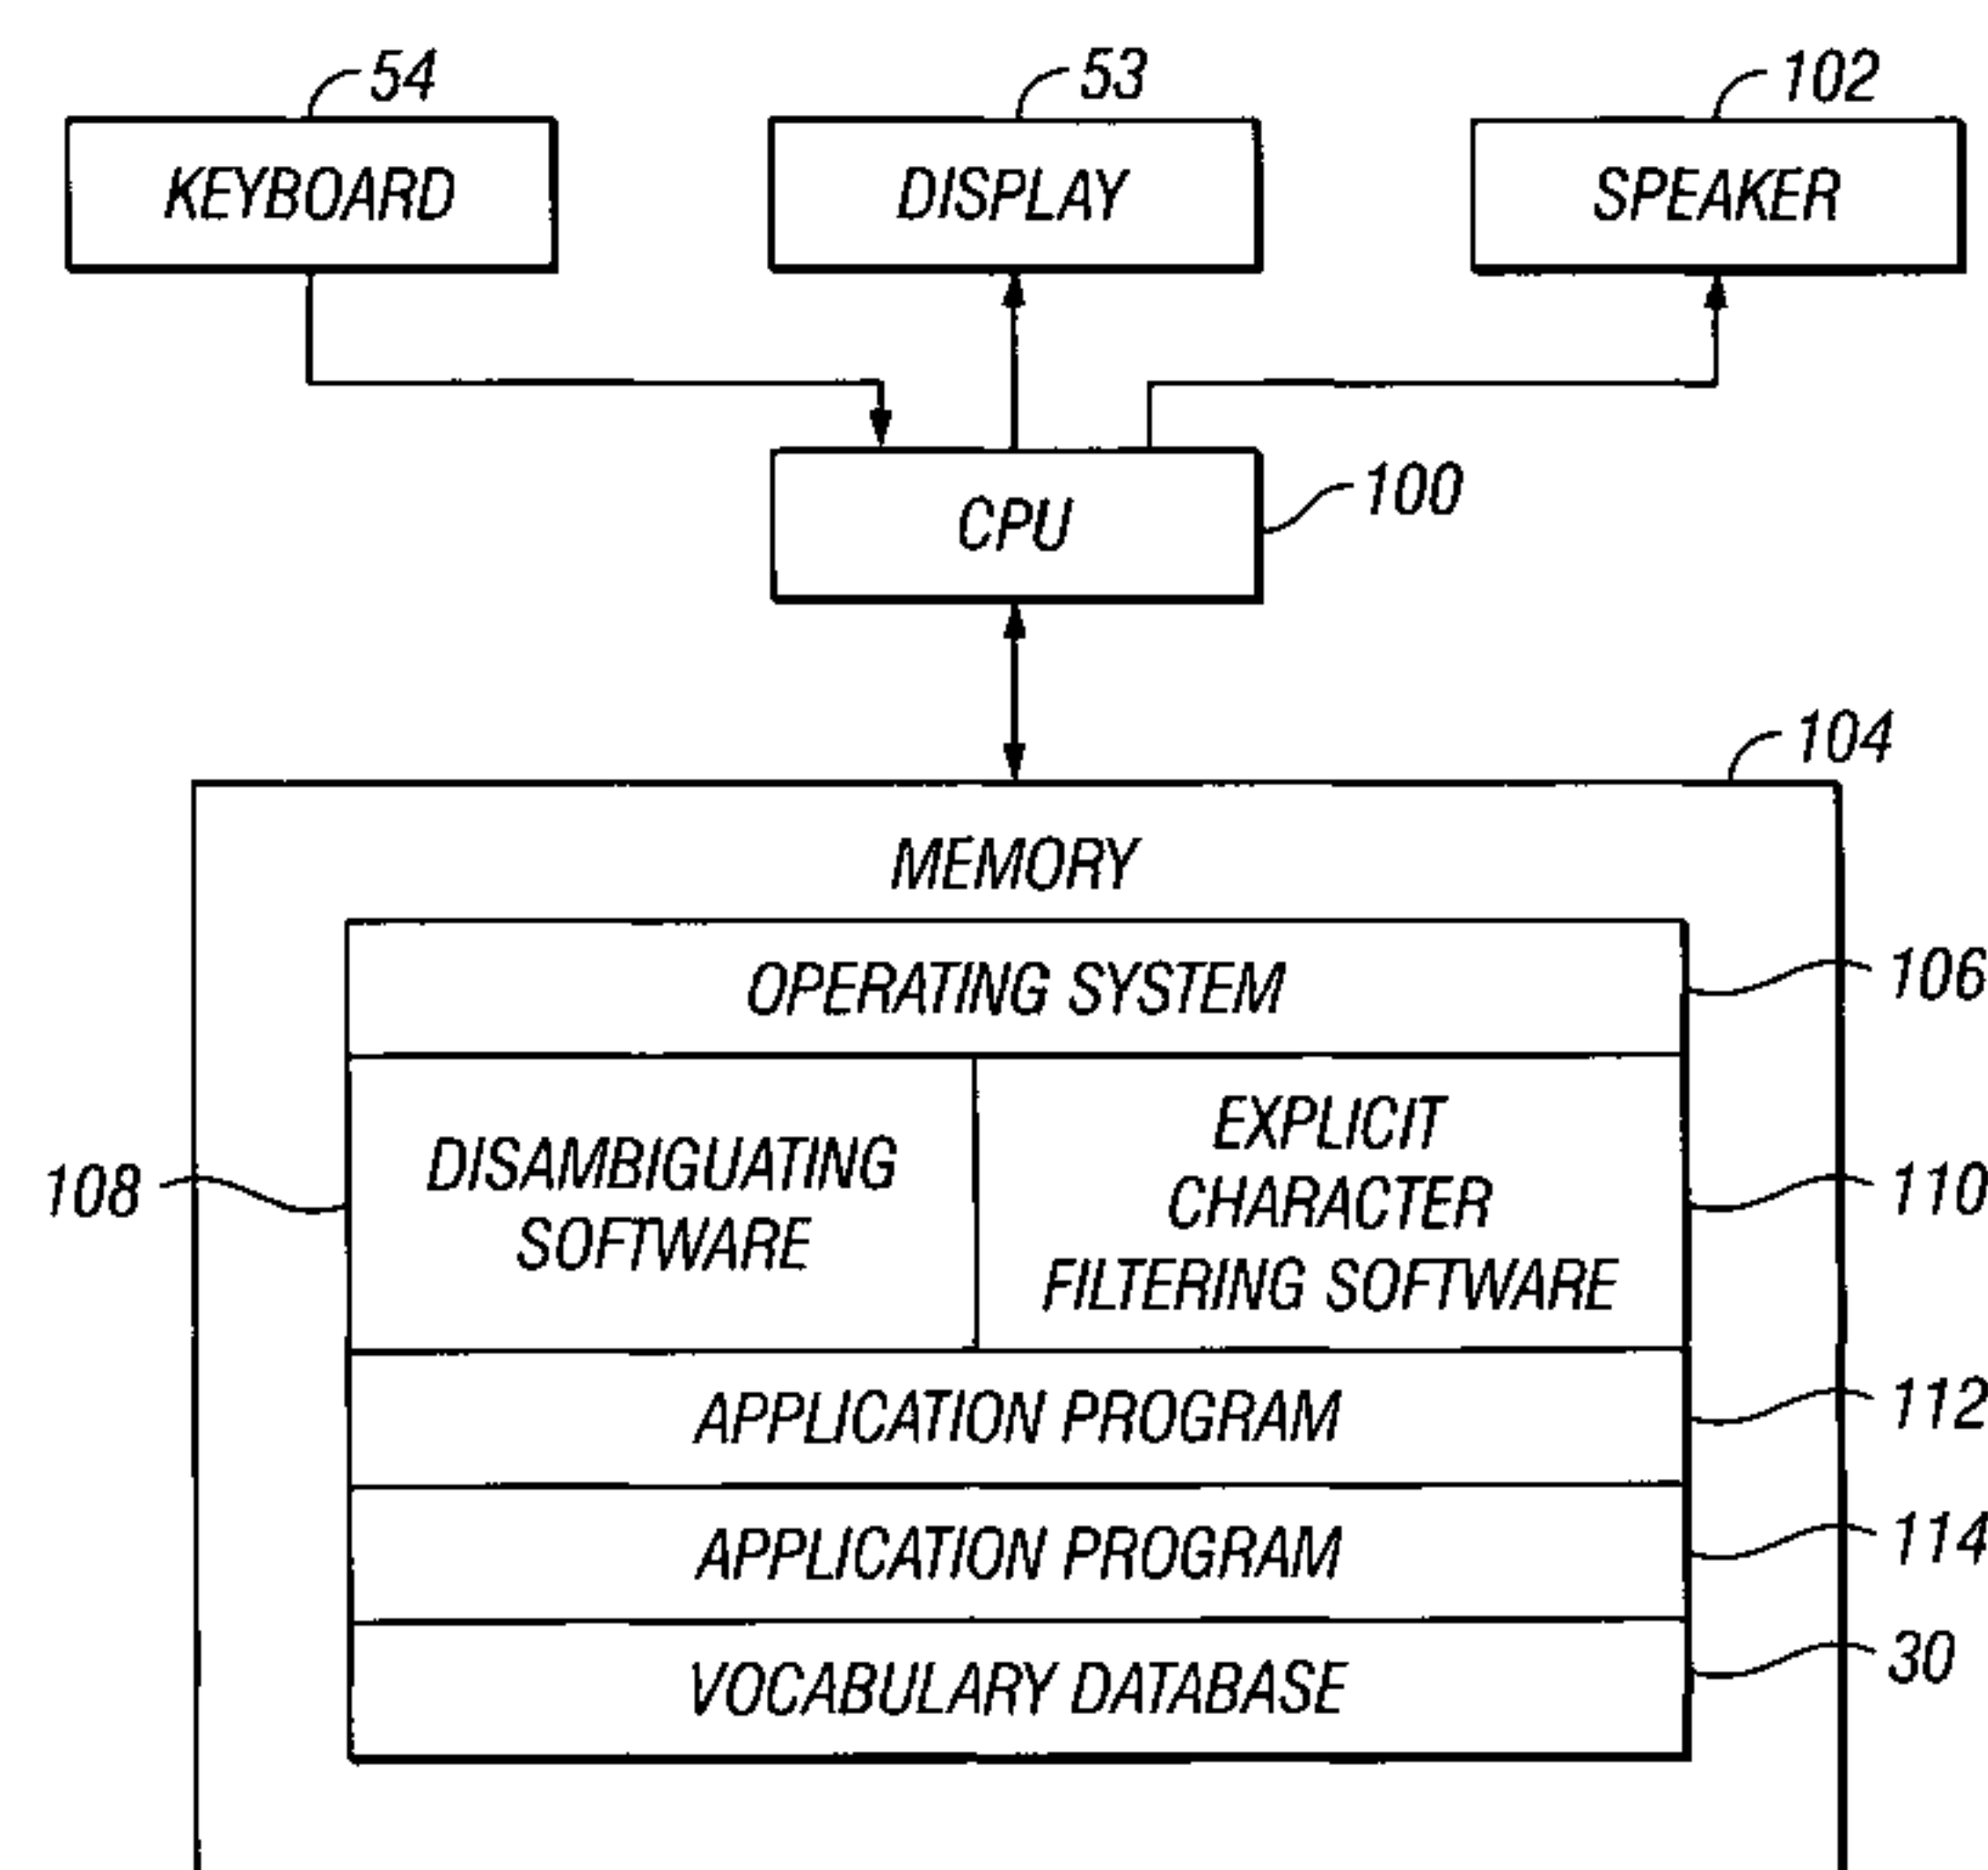 54
53
102
KEYBOARD
DISPLAY
SPEAKER
CPU
100
104
MEMORY
OPERATING SYSTEM
106
DISAMBIGUATING
SOFTWARE
108
EXPLICIT
CHARACTER
FILTERING SOFTWARE
110
APPLICATION PROGRAM
112
APPLICATION PROGRAM
114
VOCABULARY DATABASE
30